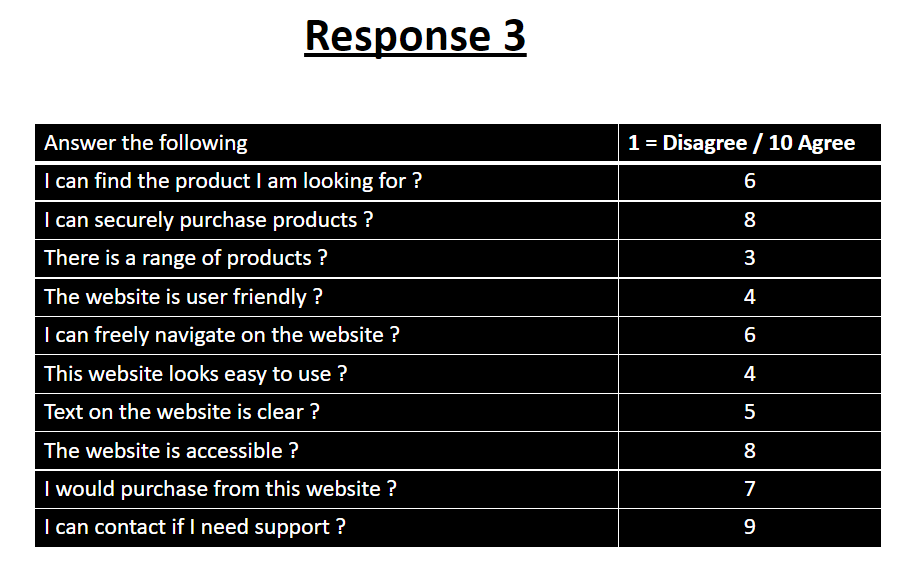 Response 3
Answer the following 1 = Disagree / 10 Agree
I can find the product I am looking for ? 6
I can securely purchase products ? 8
There is a range of products ? 3
The website is user friendly ? 4
I can freely navigate on the website ? 6
This website looks easy to use ? 4
Text on the website is clear ? 5
The website is accessible ? 8
I would purchase from this website ? 7
I can contact if I need support ? 9